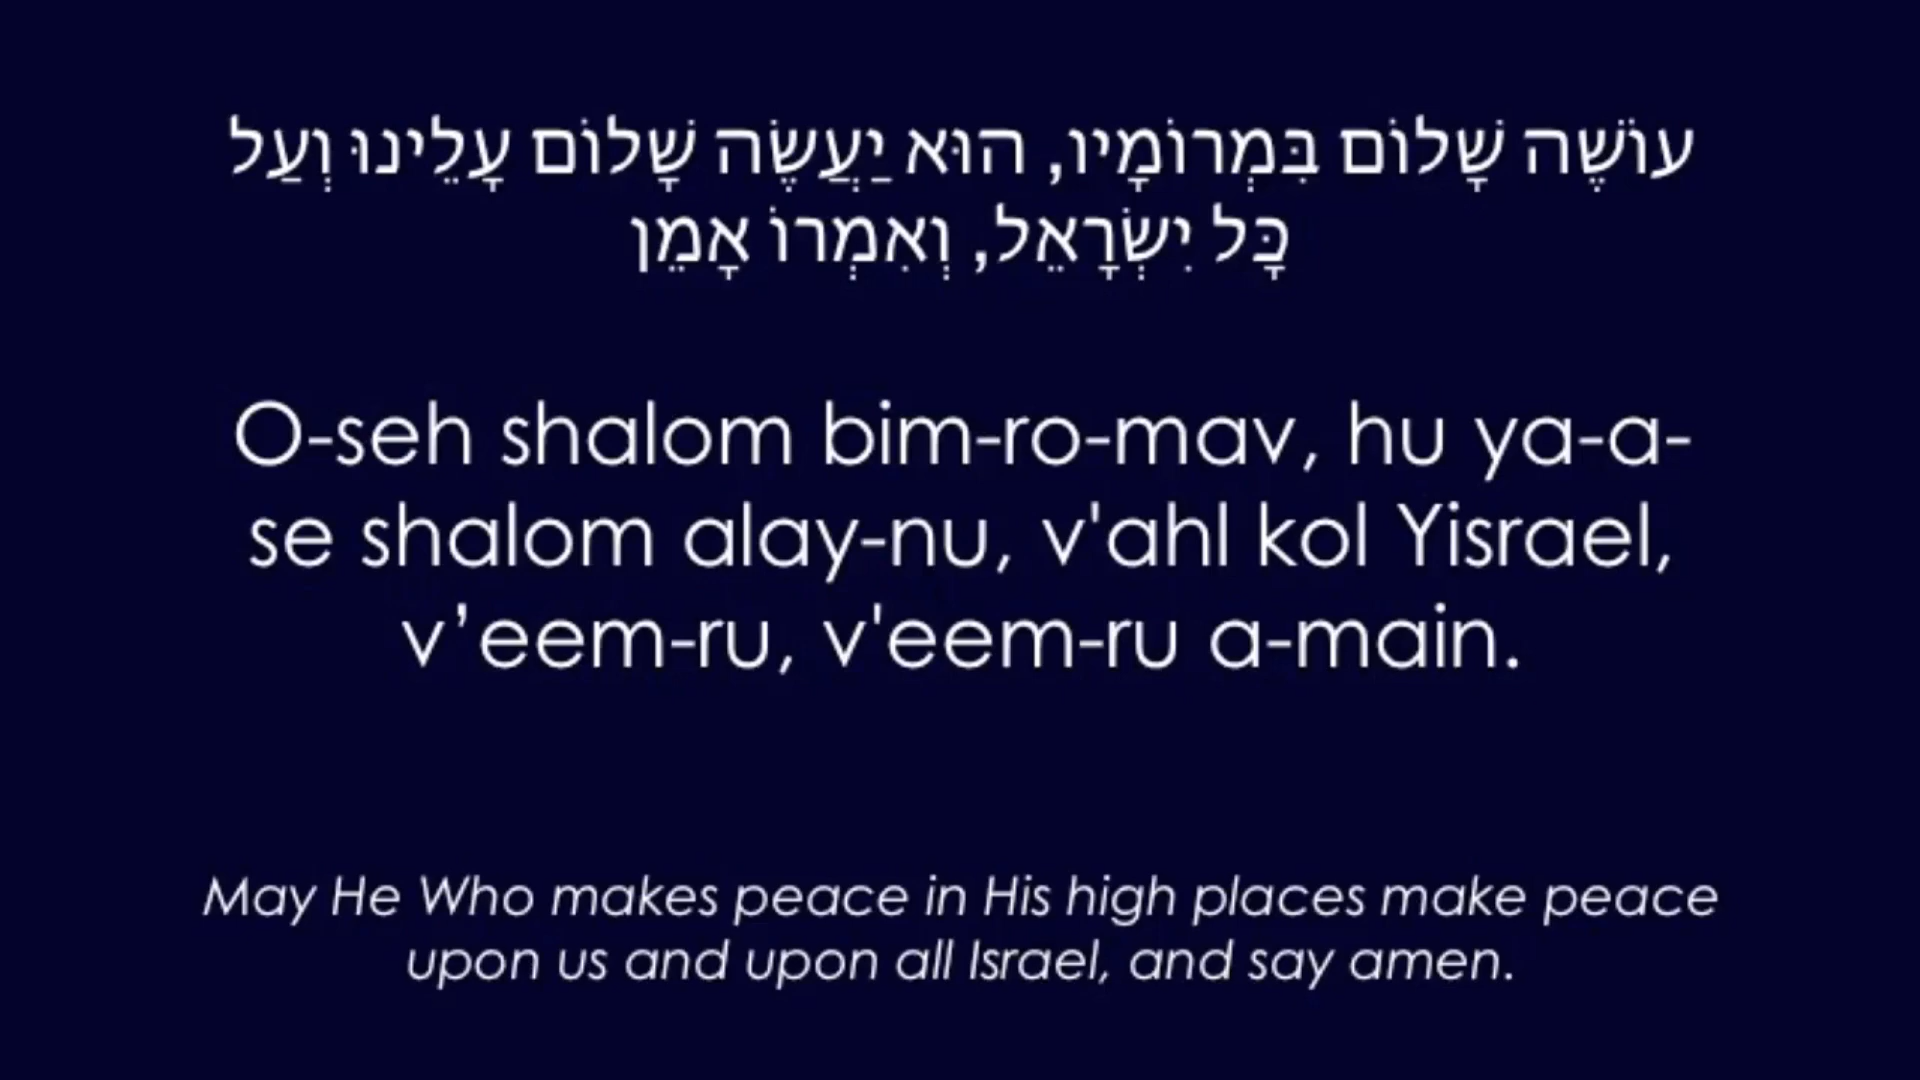 עוֹשֶׁה שָׁלוֹם בִּמְרוֹמָיו, הוּא יַעֲשֶׂה שָׁלוֹם עָלֵינוּ וְעַל
כָּל יִשְׂרָאֵל, וְאִמְרוֹ אָמֵן
O-seh shalom bim-ro-mav, hu ya-a-
se shalom alay-nu, v'ahl kol Yisrael,
v’eem-ru, v'eem-ru a-main.
May He Who makes peace in His high places make peace
upon us and upon all Israel, and say amen.